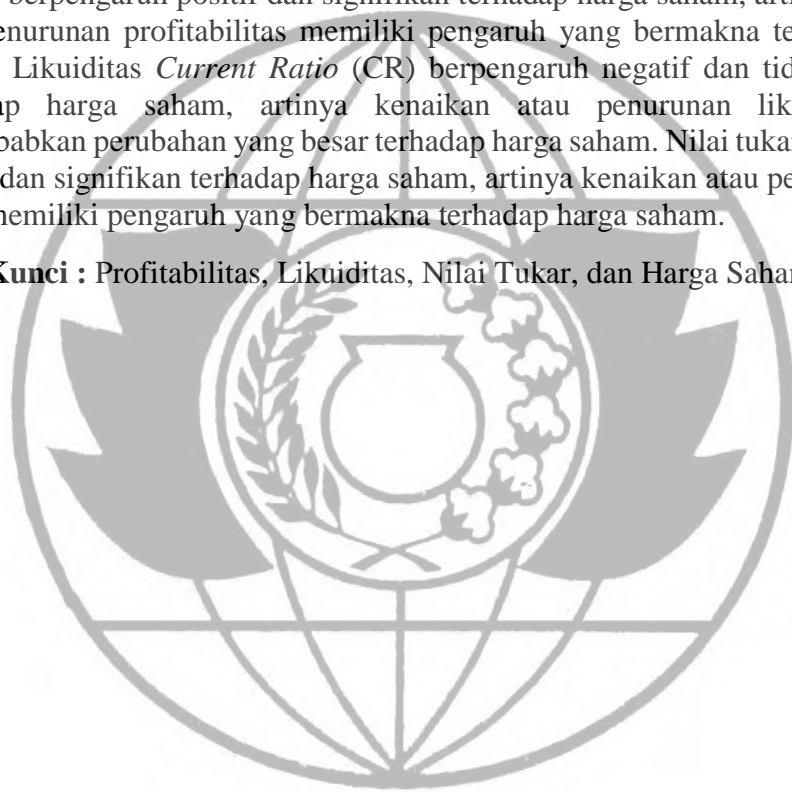 berpengaruh positif dan signifikan terhadap harga saham, arti
enurunan profitabilitas memiliki pengaruh yang bermakna te
Likuiditas Current Ratio (CR) berpengaruh negatif dan tid
ap harga saham, artinya kenaikan atau penurunan lik
babkan perubahan yang besar terhadap harga saham. Nilai tukar
dan signifikan terhadap harga saham, artinya kenaikan atau pe
memiliki pengaruh yang bermakna terhadap harga saham.
Kunci : Profitabilitas, Likuiditas, Nilai Tukar, dan Harga Saham